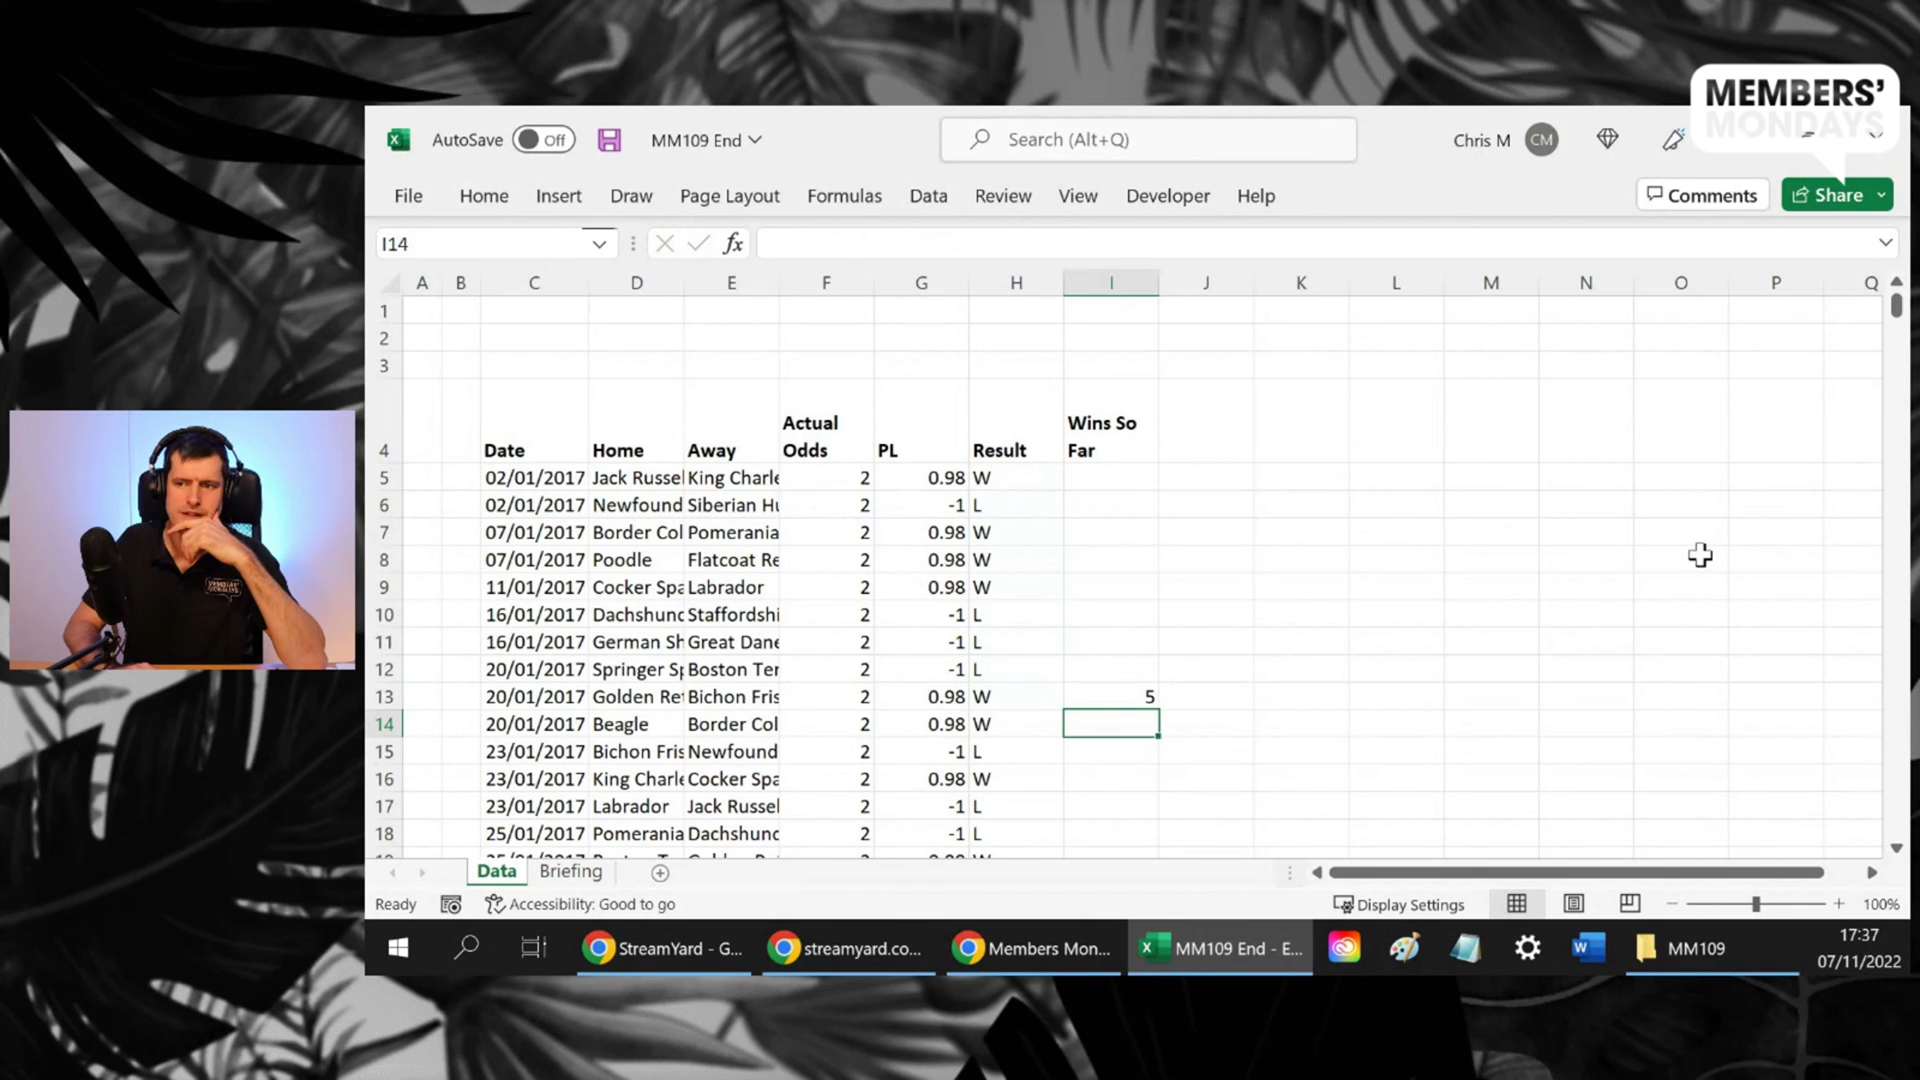 MEMBERS'
MONDAYS
AutoSave Off MM109 End Search (Alt+Q) Chris M CM
File Home Insert Draw Page Layout Formulas Data Review View Developer Help Comments Share
I14 fx
A B C D E F G H I J K L M N O P Q
1
2
3
4 Date Home Away Actual Odds PL Result Wins So Far
5 02/01/2017 Jack Russel King Charle 2 0.98 W
6 02/01/2017 Newfound Siberian Hu 2 -1 L
7 07/01/2017 Border Col Pomerania 2 0.98 W
8 07/01/2017 Poodle Flatcoat Re 2 0.98 W
9 11/01/2017 Cocker Spa Labrador 2 0.98 W
10 16/01/2017 Dachshund Staffordshi 2 -1 L
11 16/01/2017 German Sh Great Dane 2 -1 L
12 20/01/2017 Springer Sp Boston Ter 2 -1 L
13 20/01/2017 Golden Ret Bichon Fris 2 0.98 W 5
14 20/01/2017 Beagle Border Col 2 0.98 W
15 23/01/2017 Bichon Fris Newfound 2 -1 L
16 23/01/2017 King Charle Cocker Spa 2 0.98 W
17 23/01/2017 Labrador Jack Russel 2 -1 L
18 25/01/2017 Pomerania Dachshund 2 -1 L
Data Briefing
Ready Accessibility: Good to go Display Settings 100%
StreamYard - G... streamyard.co... Members Mon... MM109 End - E... MM109 17:37
07/11/2022